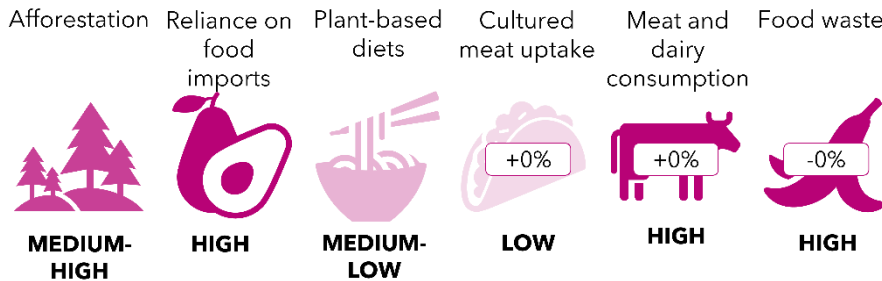 Afforestation
Reliance on
food
imports
Plant-based
diets
Cultured
meat uptake
Meat and
dairy
consumption
Food waste
+0%
+0%
-0%
MEDIUM-
HIGH
HIGH
MEDIUM-
LOW
LOW
HIGH
HIGH